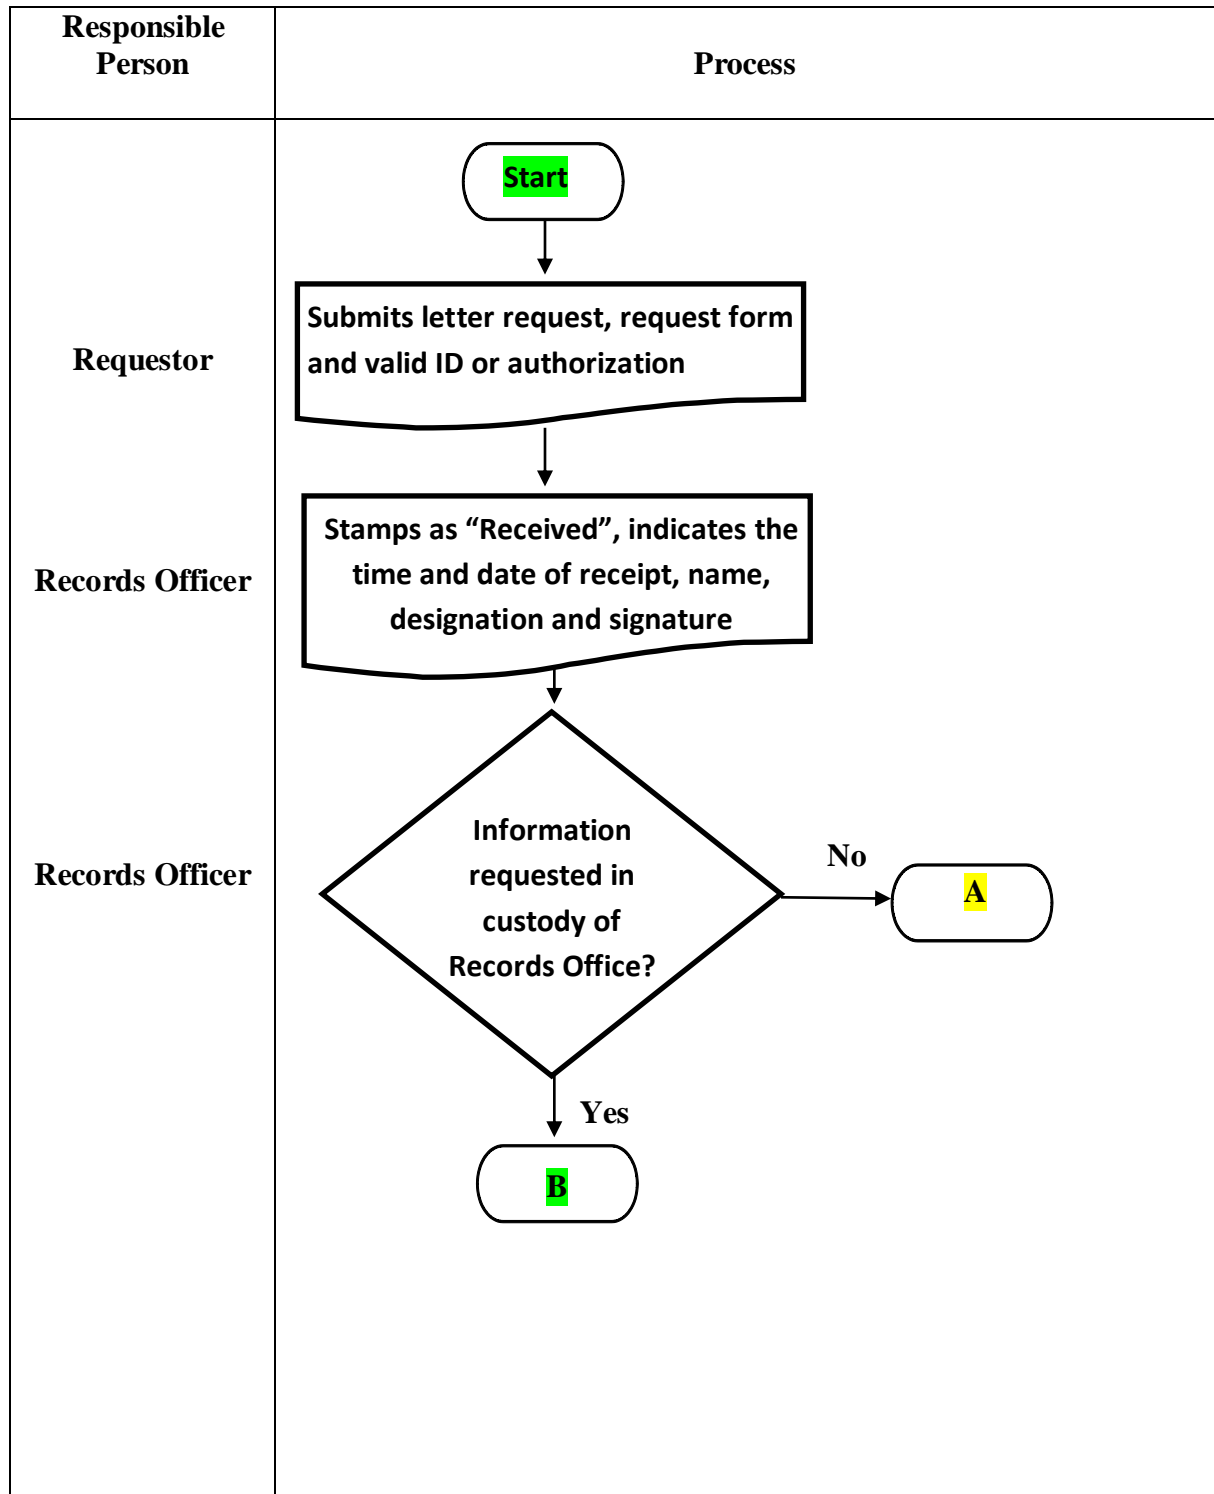 Responsible
Person
Process
Start
Requestor
Submits letter request, request form
and valid ID or authorization
Records Officer
Stamps as “Received”, indicates the
time and date of receipt, name,
designation and signature
Records Officer
Information
requested in
custody of
Records Office?
No
A
Yes
B